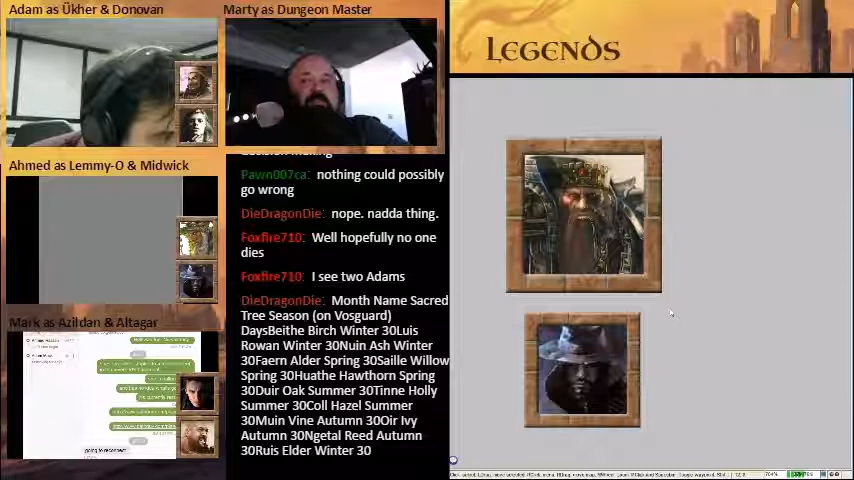 Adam as Ükher & Donovan
Marty as Dungeon Master
LEGENDS
Ahmed as Lemmy-O & Midwick
Mark as Azildan & Altagar
going to reconnect
Pawn007ca: nothing could possibly
go wrong
DieDragonDie: nope. nadda thing.
Foxfire710: Well hopefully no one
dies
Foxfire710: I see two Adams
DieDragonDie: Month Name Sacred
Tree Season (on Vosguard)
DaysBeithe Birch Winter 30Luis
Rowan Winter 30Nuin Ash Winter
30Faern Alder Spring 30Saille Willow
Spring 30Huathe Hawthorn Spring
30Duir Oak Summer 30Tinne Holly
Summer 30Coll Hazel Summer
30Muin Vine Autumn 30Oir Ivy
Autumn 30Ngetal Reed Autumn
30Ruis Elder Winter 30